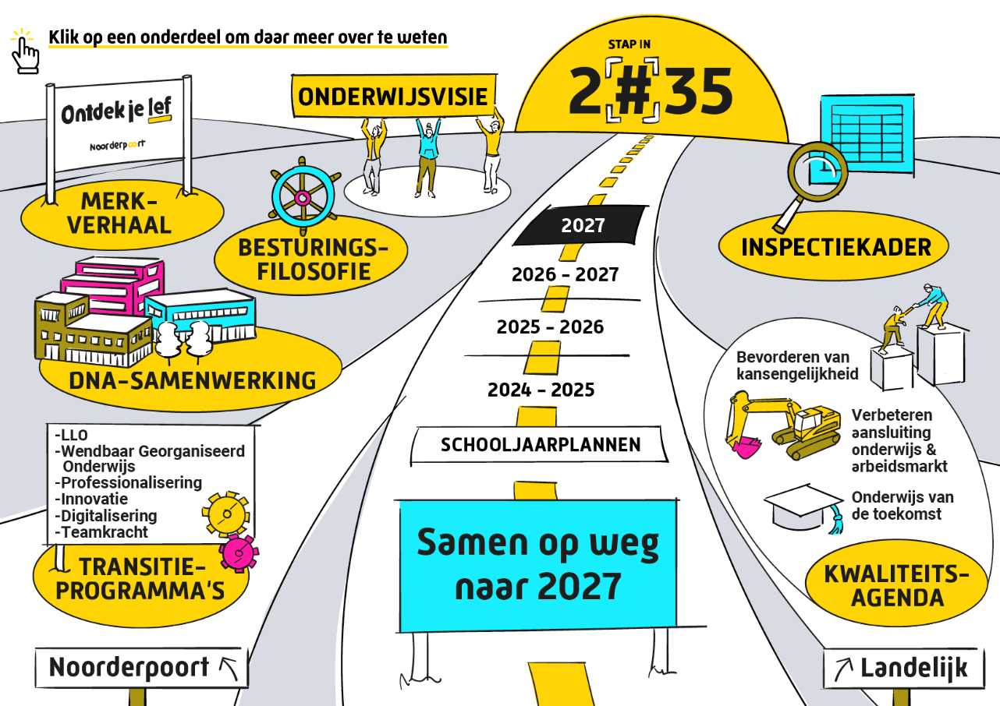 Klik op een onderdeel om daar meer over te weten
STAP IN
2#35
ONDERWIJSVISIE
Ontdek je lef
Noorderpoort
MERK-
VERHAAL
BESTURINGS-
FILOSOFIE
INSPECTIEKADER
2027
2026 - 2027
2025 - 2026
2024 - 2025
SCHOOLJAARPLANNEN
Samen op weg
naar 2027
DNA-SAMENWERKING
-LLO
-Wendbaar Georganiseerd
Onderwijs
-Professionalisering
-Innovatie
-Digitalisering
-Teamkracht
TRANSITIE-
PROGRAMMA'S
Bevorderen van
kansengelijkheid
Verbeteren
aansluiting
onderwijs &
arbeidsmarkt
Onderwijs van
de toekomst
KWALITEITS-
AGENDA
Noorderpoort
Landelijk